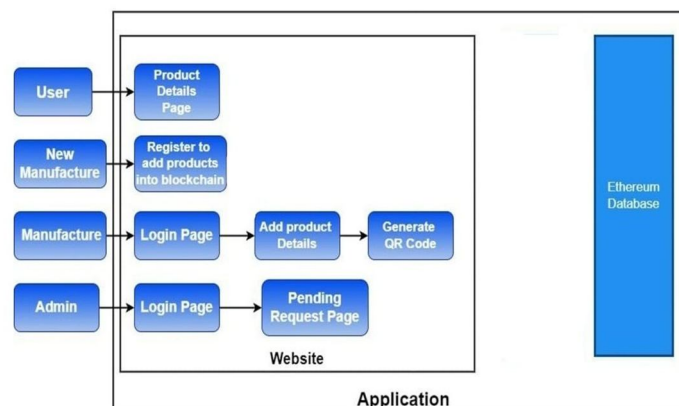 User
Product
Details
Page
New
Manufacture
Register to
add products
into blockchain
Manufacture
Login Page
Add product
Details
Generate
QR Code
Admin
Login Page
Pending
Request Page
Website
Application
Ethereum
Database